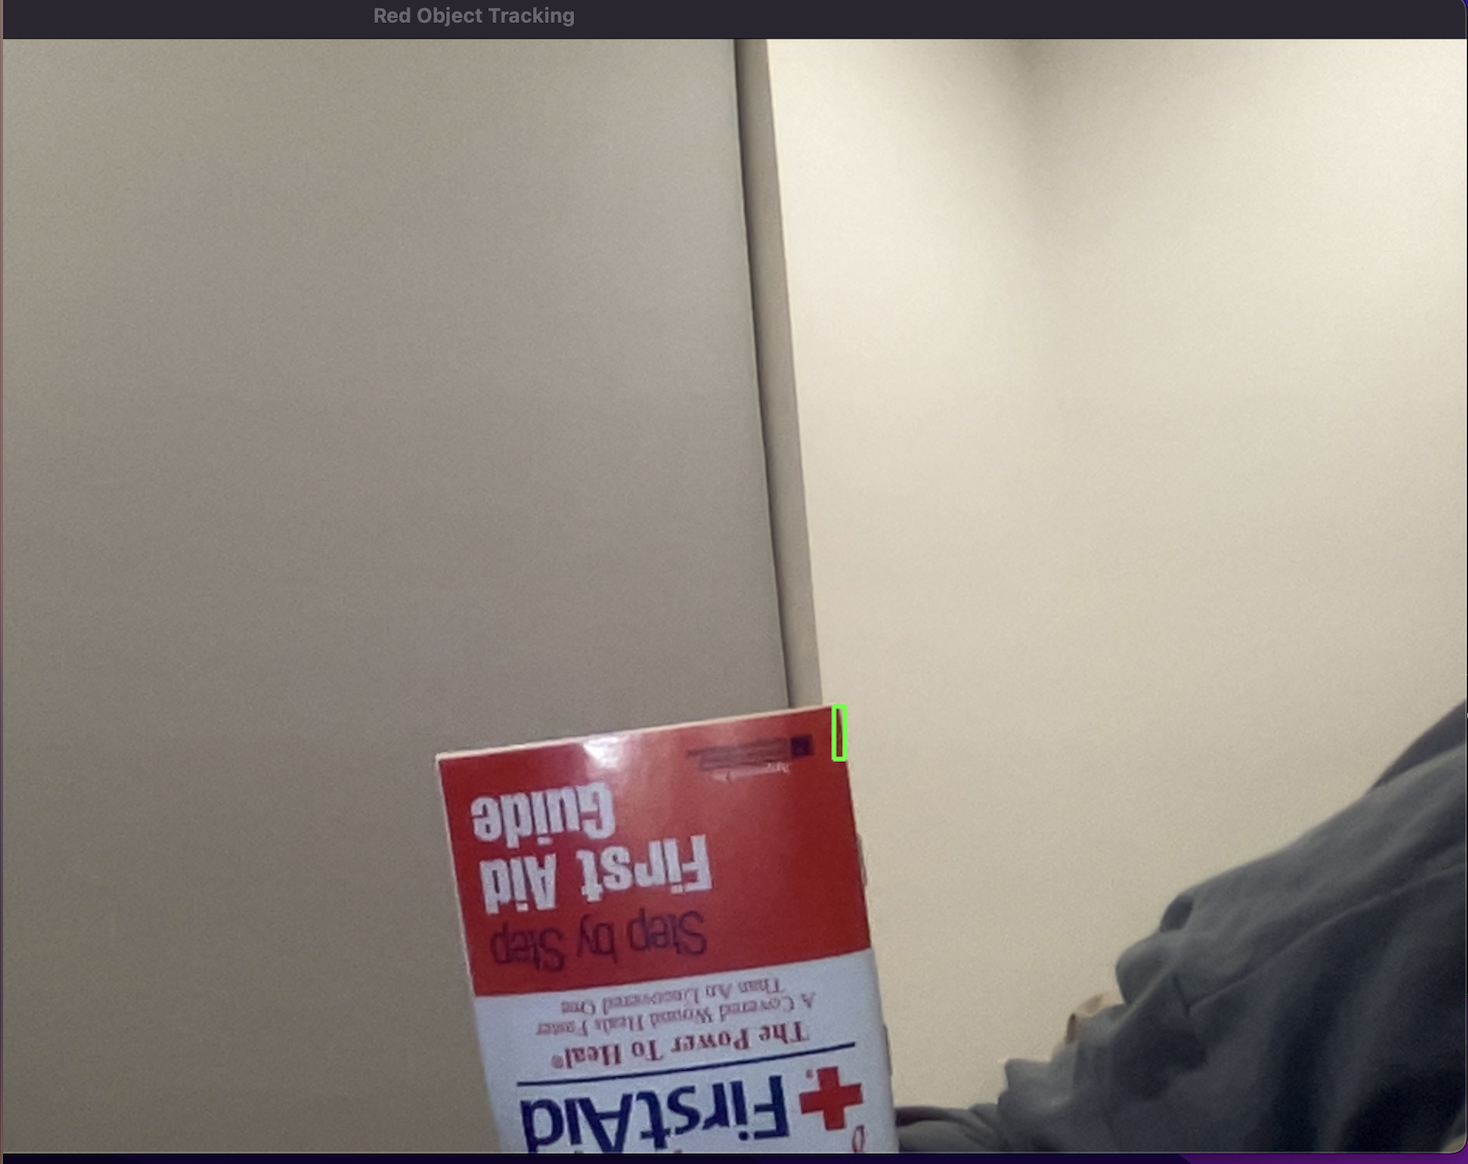 Red Object Tracking
FirstAid
The Power To Heal®
A Covered Wound Heals Faster
Than An Uncovered One
Step by Step
First Aid
Guide